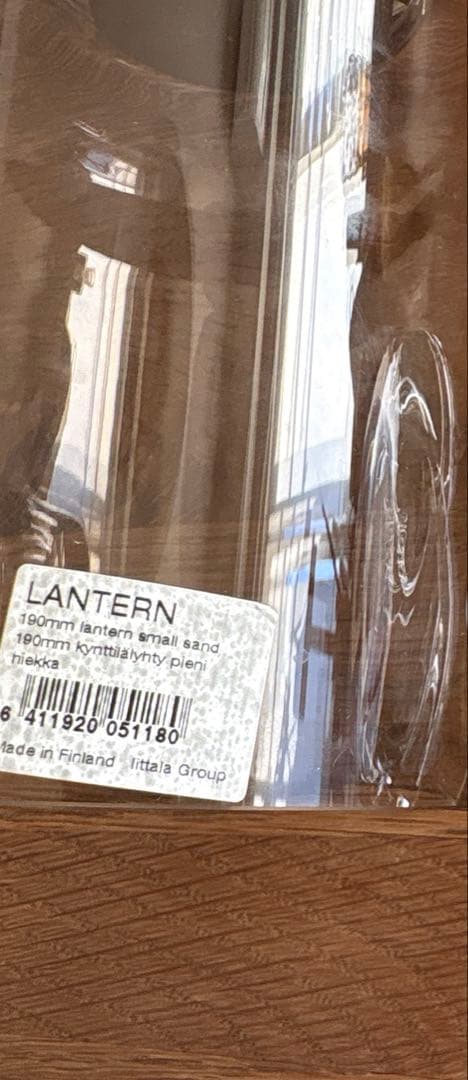 LANTERN
190mm lantern small sand
190mm kynttilälyhty pieni
hiekka
6 411920 051180
Made in Finland Iittala Group